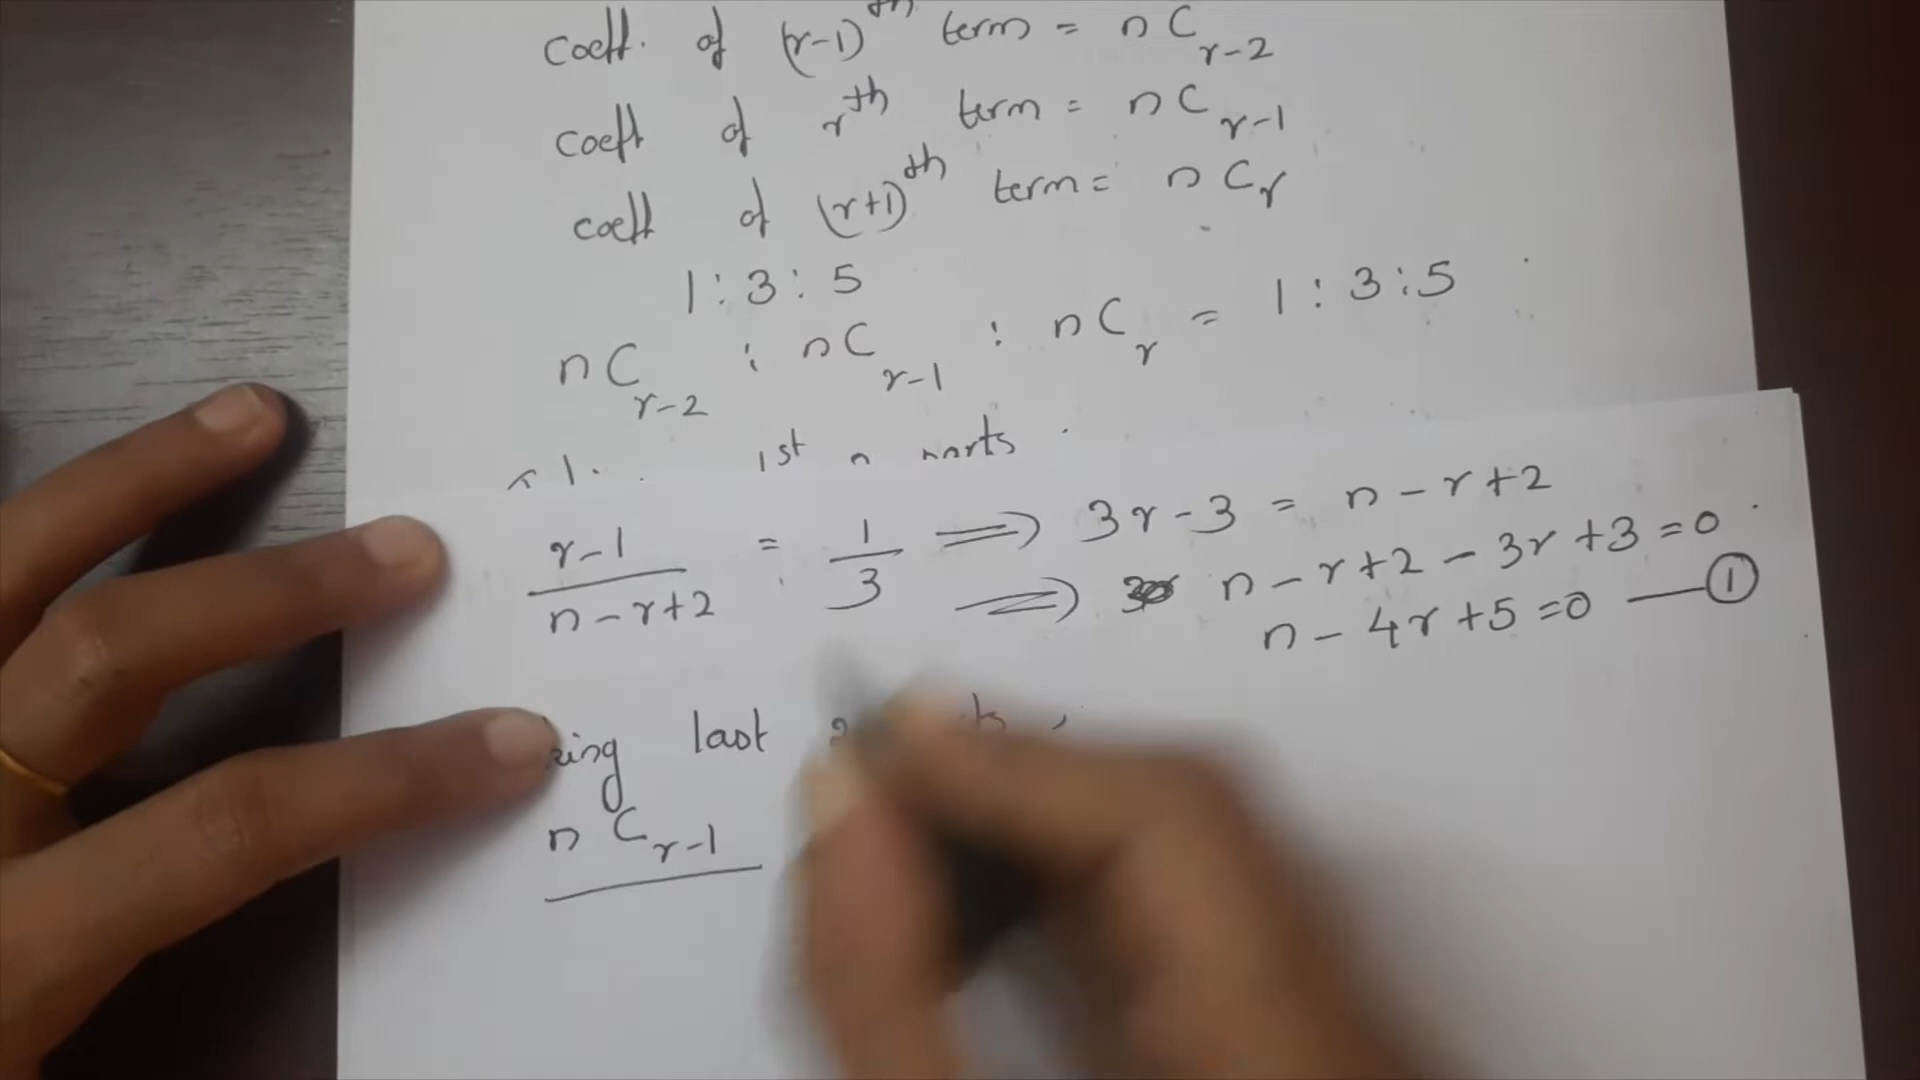 coeff. of (r-1)th term = nC r-2
coeft of rth term = nC r-1
coeff of (r+1)th term = nCr
1 : 3 : 5
nC r-2 : nC r-1 : nC r = 1 : 3 : 5
1st
r-1 / n-r+2 = 1/3 ⟹ 3r-3 = n-r+2
⟹ n-r+2-3r+3=0
n-4r+5=0 — ①
last
nC r-1